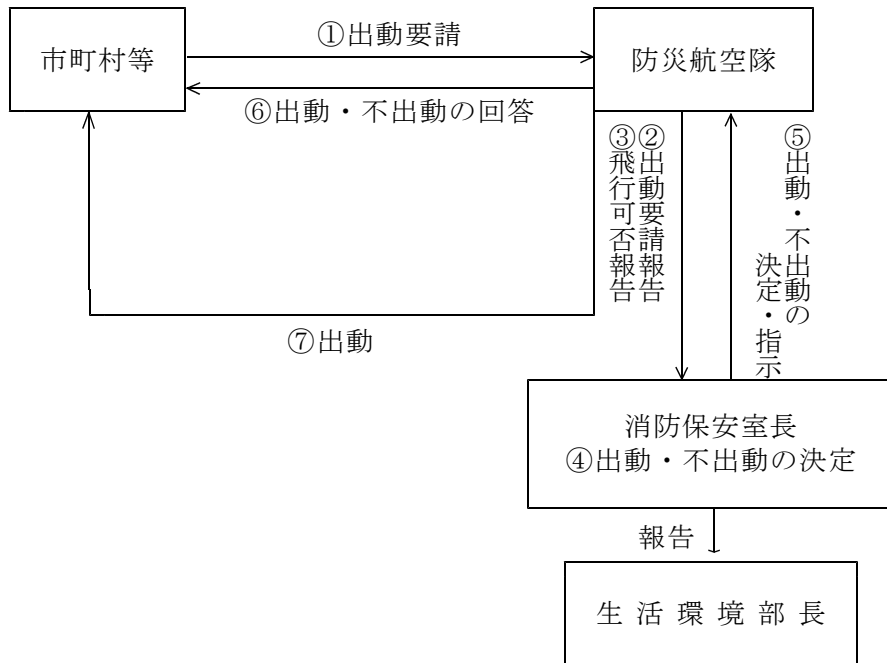 市町村等
①出動要請
防災航空隊
⑥出動・不出動の回答
②出動要請報告
③飛行可否報告
⑤出動・不出動の
決定・指示
⑦出動
消防保安室長
④出動・不出動の決定
報告
生活環境部長